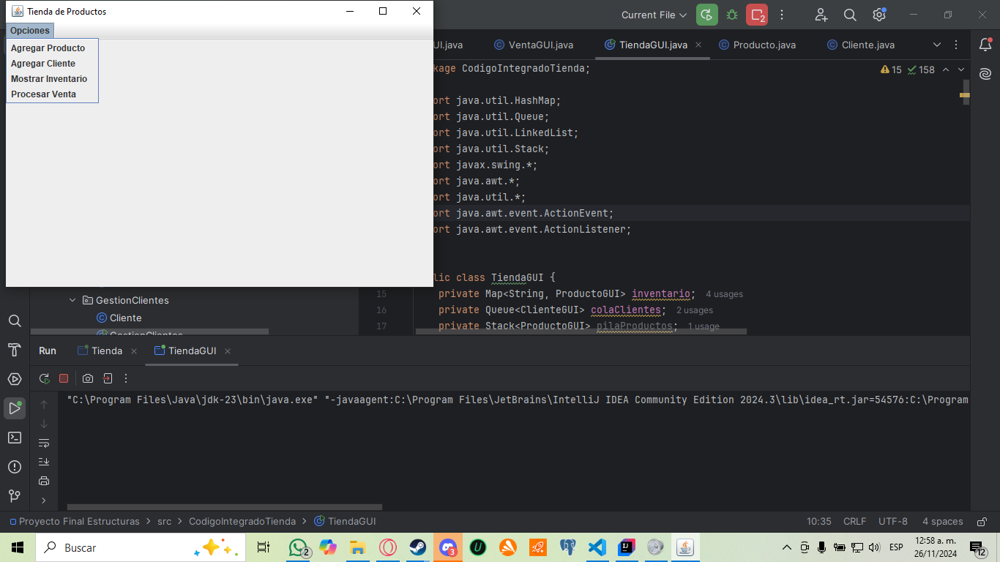 Tienda de Productos
Opciones
Agregar Producto
Agregar Cliente
Mostrar Inventario
Procesar Venta
Current File
2
UI.java
VentaGUI.java
TiendaGUI.java
Producto.java
Cliente.java
15
158
kage CodigoIntegradoTienda;
ort java.util.HashMap;
ort java.util.Queue;
ort java.util.LinkedList;
ort java.util.Stack;
ort javax.swing.*;
ort java.awt.*;
ort java.util.*;
ort java.awt.event.ActionEvent;
ort java.awt.event.ActionListener;
lic class TiendaGUI {
15 private Map<String, ProductoGUI> inventario; 4 usages
16 private Queue<ClienteGUI> colaClientes; 2 usages
17 private Stack<ProductoGUI> pilaProductos; 1 usage
GestionClientes
Cliente
GestionClientes
Run
Tienda
TiendaGUI
"C:\Program Files\Java\jdk-23\bin\java.exe" "-javaagent:C:\Program Files\JetBrains\IntelliJ IDEA Community Edition 2024.3\lib\idea_rt.jar=54576:C:\Program
Proyecto Final Estructuras > src > CodigoIntegradoTienda > TiendaGUI
10:35 CRLF UTF-8 4 spaces
Buscar
2
3
ESP
12:58 a. m.
26/11/2024
12